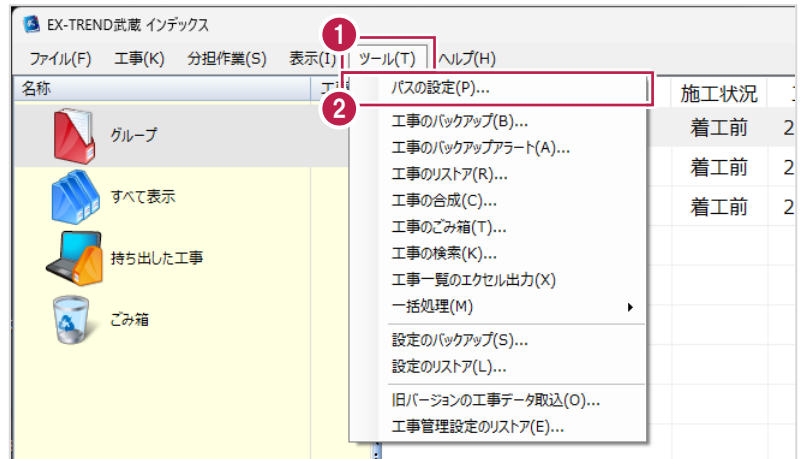 EX-TREND武蔵 インデックス
1
ファイル(F) 工事(K) 分担作業(S) 表示(I) ツール(T) ヘルプ(H)
名称
2
パスの設定(P)...
施工状況
グループ
工事のバックアップ(B)...
着工前 2
工事のバックアップアラート(A)...
工事のリストア(R)...
着工前 2
すべて表示
工事の合成(C)...
着工前 2
工事のごみ箱(T)...
持ち出した工事
工事の検索(K)...
工事一覧のエクセル出力(X)
一括処理(M)
ごみ箱
設定のバックアップ(S)...
設定のリストア(L)...
旧バージョンの工事データ取込(O)...
工事管理設定のリストア(E)...